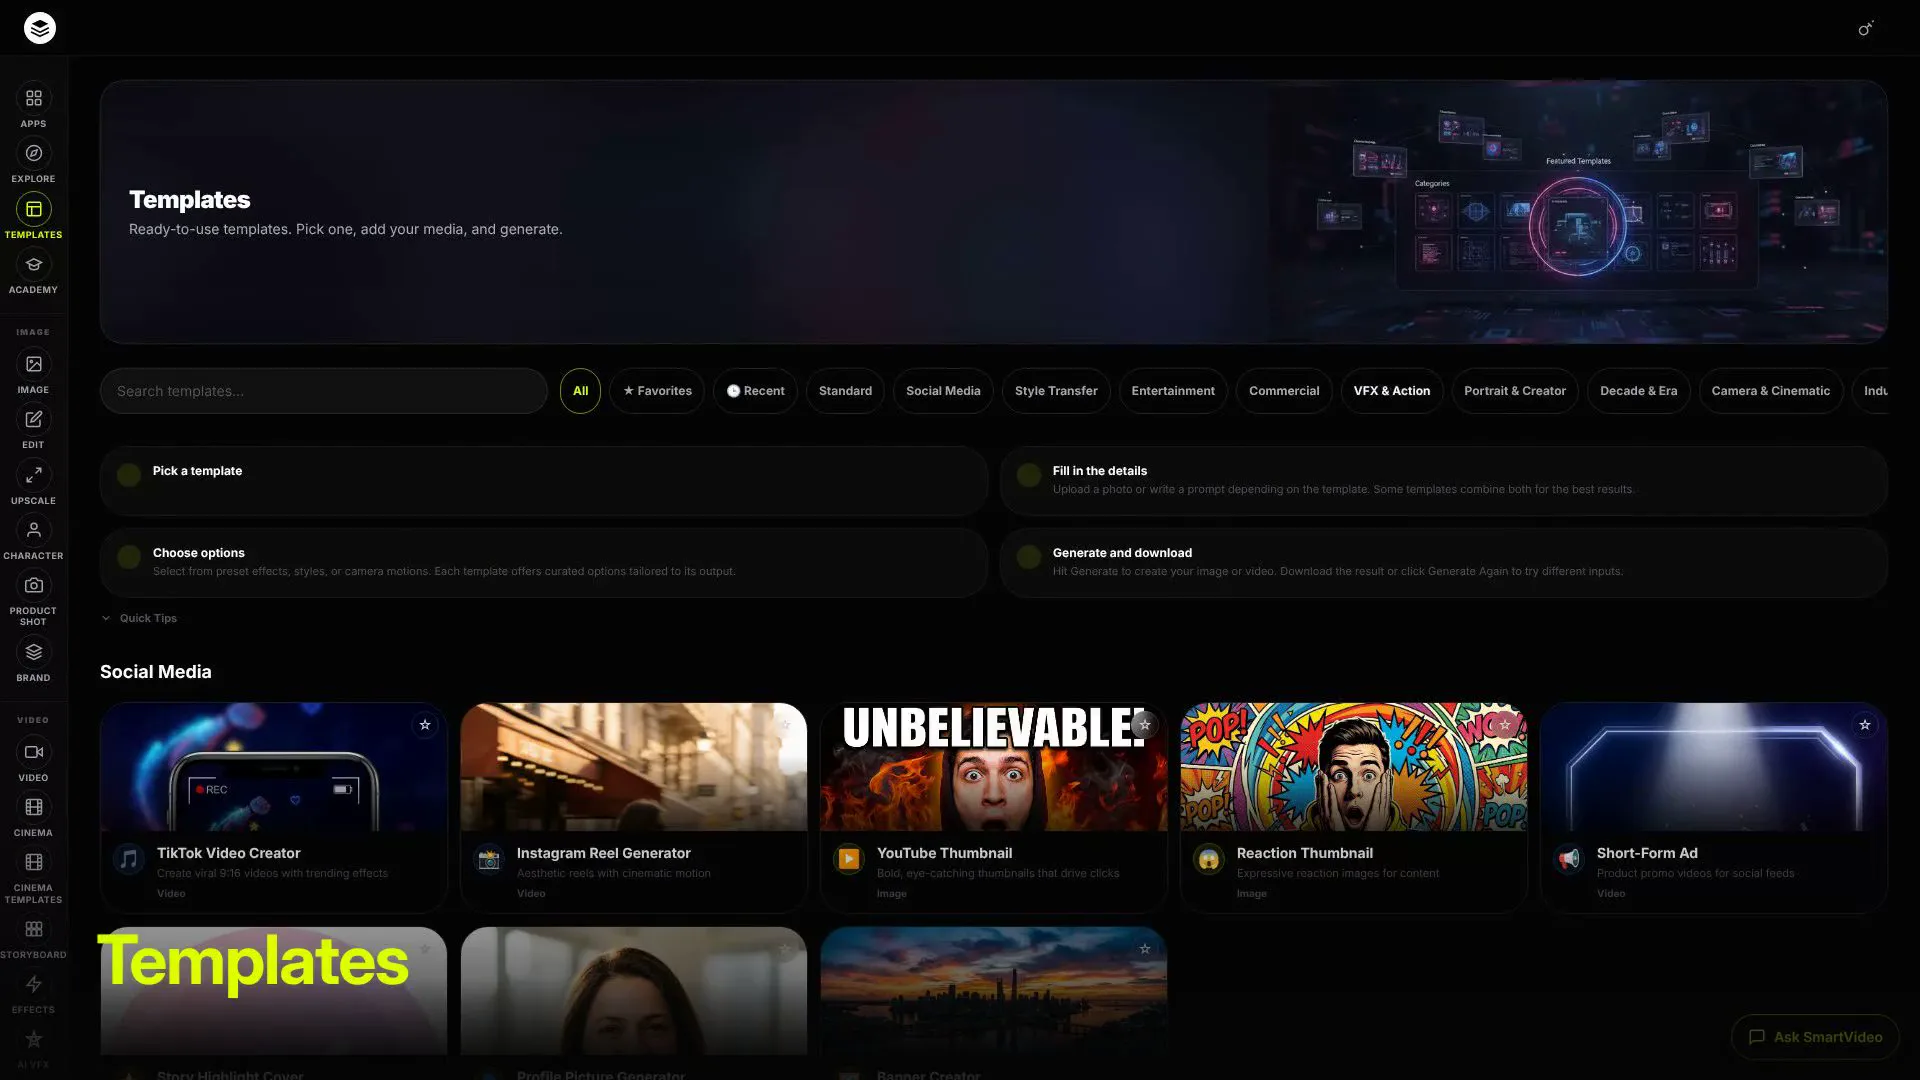 APPS
EXPLORE
TEMPLATES
ACADEMY
IMAGE
IMAGE
EDIT
UPSCALE
CHARACTER
PRODUCT
SHOT
BRAND
VIDEO
VIDEO
CINEMA
CINEMA
TEMPLATES
STORYBOARD
EFFECTS
AI VFX
Templates
Ready-to-use templates. Pick one, add your media, and generate.
Featured Templates
Categories
Search templates...
All
★ Favorites
🕒 Recent
Standard
Social Media
Style Transfer
Entertainment
Commercial
VFX & Action
Portrait & Creator
Decade & Era
Camera & Cinematic
Indu
Pick a template
Fill in the details
Upload a photo or write a prompt depending on the template. Some templates combine both for the best results.
Choose options
Select from preset effects, styles, or camera motions. Each template offers curated options tailored to its output.
Generate and download
Hit Generate to create your image or video. Download the result or click Generate Again to try different inputs.
Quick Tips
Social Media
REC
TikTok Video Creator
Create viral 9:16 videos with trending effects
Video
Instagram Reel Generator
Aesthetic reels with cinematic motion
Video
UNBELIEVABLE!
YouTube Thumbnail
Bold, eye-catching thumbnails that drive clicks
Image
POP!
WOW!
POP!
POP!
Reaction Thumbnail
Expressive reaction images for content
Image
Short-Form Ad
Product promo videos for social feeds
Video
Templates
Story Highlight Cover
Profile Picture Generator
Banner Creator
Ask SmartVideo